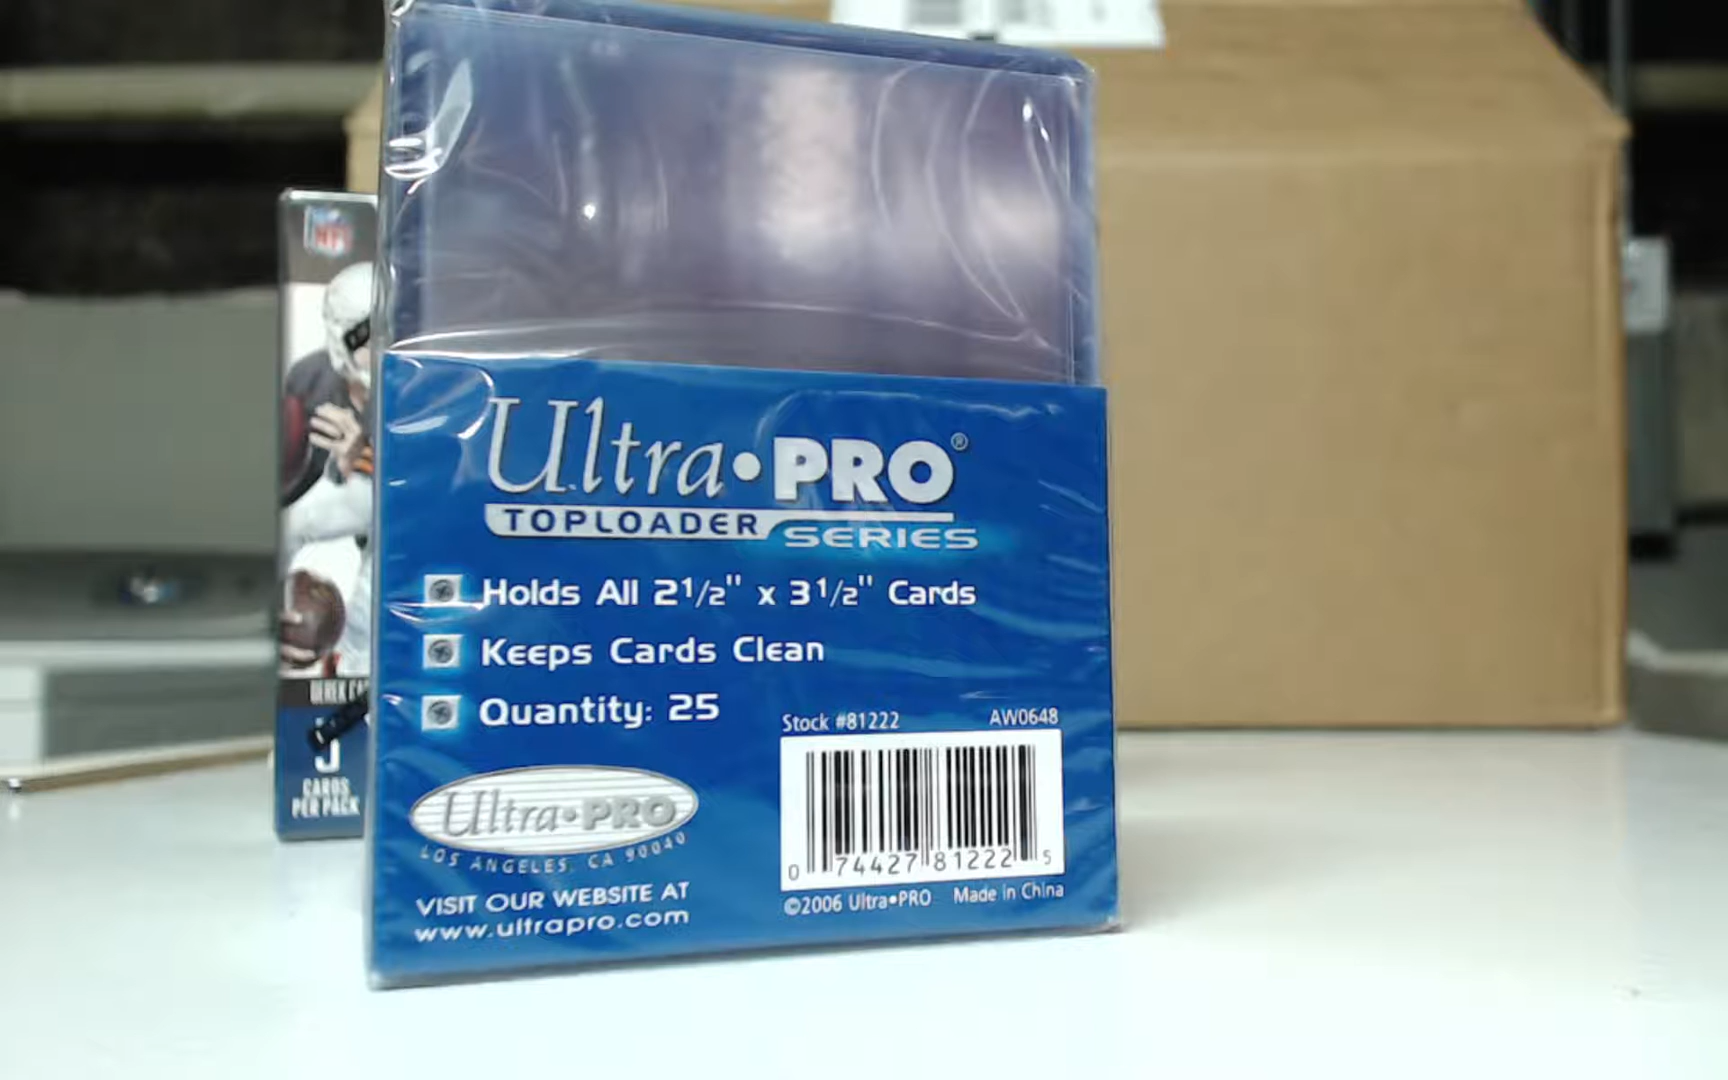 Ultra•PRO®
TOPLOADER SERIES
Holds All 2 1/2" x 3 1/2" Cards
Keeps Cards Clean
Quantity: 25
Stock #81222 AW0648
0 74427 81222 5
©2006 Ultra•PRO Made in China
Ultra•PRO
LOS ANGELES, CA 90040
VISIT OUR WEBSITE AT
www.ultrapro.com
NFL
DEREK
5
CARDS
PER PACK